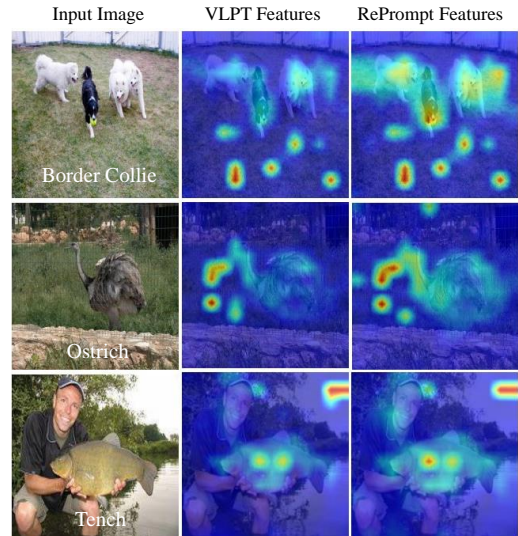 Input Image VLPT Features RePrompt Features
Border Collie
Ostrich
Tench